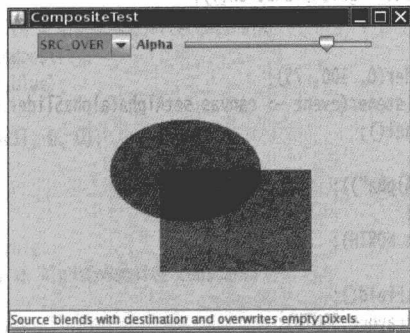 CompositeTest
SRC_OVER Alpha
Source blends with destination and overwrites empty pixels.